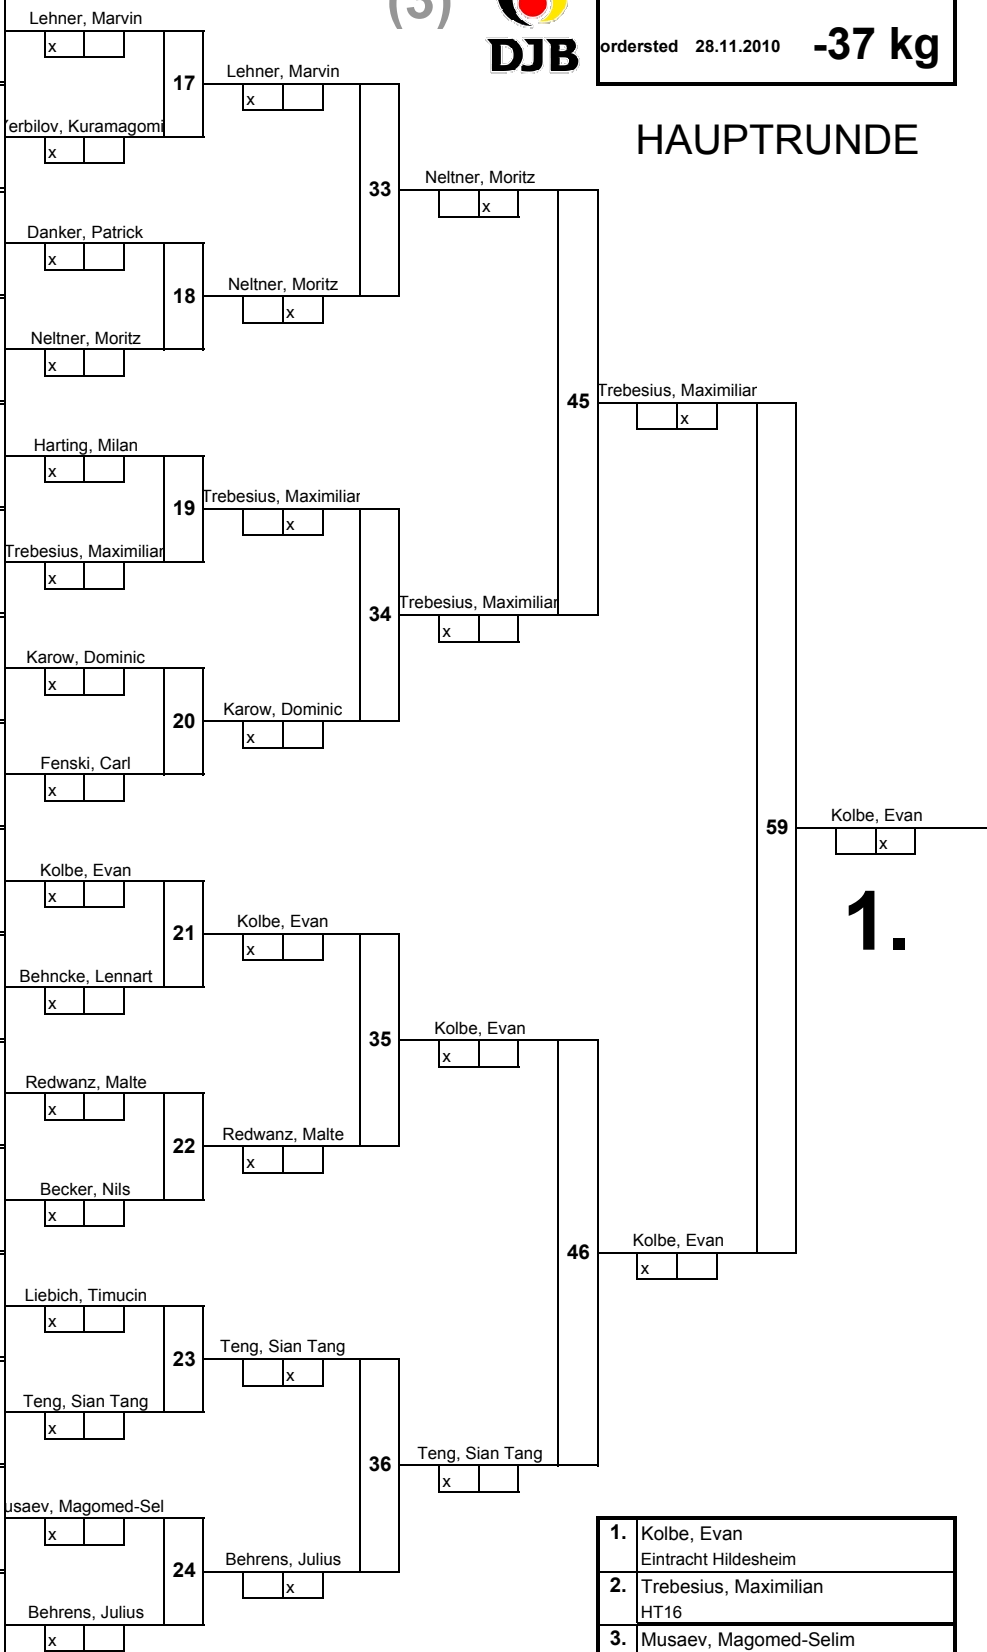 (3)
DJB
ordersted 28.11.2010 -37 kg
HAUPTRUNDE
Lehner, Marvin
x
17
Lehner, Marvin
x
erbilov, Kuramagomi
x
33
Neltner, Moritz
x
Danker, Patrick
x
18
Neltner, Moritz
x
Neltner, Moritz
x
45
Trebesius, Maximiliar
x
Harting, Milan
x
19
Trebesius, Maximiliar
x
Trebesius, Maximiliar
x
34
Trebesius, Maximiliar
x
Karow, Dominic
x
20
Karow, Dominic
x
Fenski, Carl
x
59
Kolbe, Evan
x
1.
Kolbe, Evan
x
21
Kolbe, Evan
x
Behncke, Lennart
x
35
Kolbe, Evan
x
Redwanz, Malte
x
22
Redwanz, Malte
x
Becker, Nils
x
46
Kolbe, Evan
x
Liebich, Timucin
x
23
Teng, Sian Tang
x
Teng, Sian Tang
x
36
Teng, Sian Tang
x
usaev, Magomed-Sel
x
24
Behrens, Julius
x
Behrens, Julius
x
1. Kolbe, Evan
Eintracht Hildesheim
2. Trebesius, Maximilian
HT16
3. Musaev, Magomed-Selim